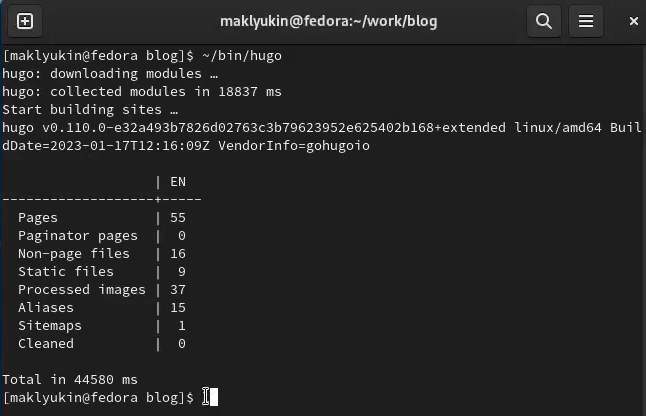 maklyukin@fedora:~/work/blog
[maklyukin@fedora blog]$ ~/bin/hugo
hugo: downloading modules …
hugo: collected modules in 18837 ms
Start building sites …
hugo v0.110.0-e32a493b7826d02763c3b79623952e625402b168+extended linux/amd64 Buil
dDate=2023-01-17T12:16:09Z VendorInfo=gohugoio
                   | EN
-------------------+-----
  Pages            | 55
  Paginator pages  |  0
  Non-page files   | 16
  Static files     |  9
  Processed images | 37
  Aliases          | 15
  Sitemaps         |  1
  Cleaned          |  0
Total in 44580 ms
[maklyukin@fedora blog]$